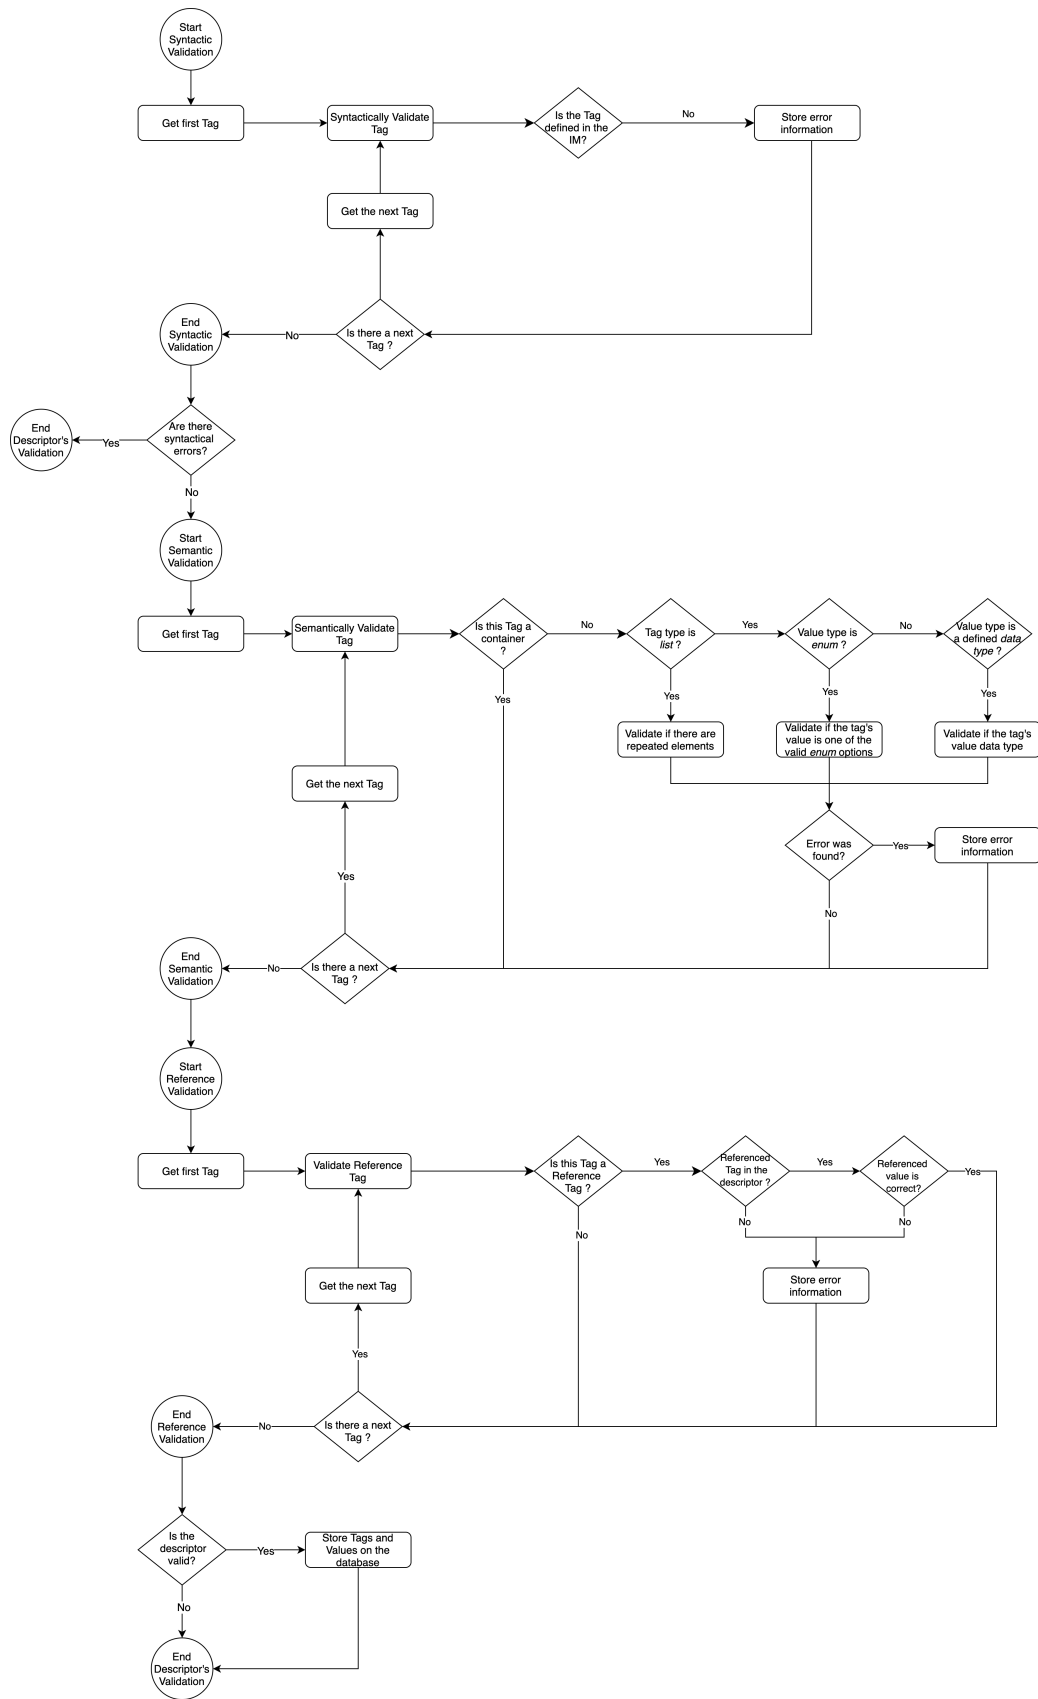 Start
Syntactic
Validation
Get first Tag
Syntactically Validate
Tag
Is the Tag
defined in the
IM?
No
Store error
information
Get the next Tag
End
Syntactic
Validation
No
Is there a next
Tag ?
Are there
syntactical
errors?
Yes
End
Descriptor's
Validation
No
Start
Semantic
Validation
Get first Tag
Semantically Validate
Tag
Is this Tag a
container
?
No
Tag type is
list ?
Yes
Value type is
enum ?
No
Value type is
a defined data
type ?
Yes
Yes
Yes
Yes
Validate if there are
repeated elements
Validate if the tag's
value is one of the
valid enum options
Validate if the tag's
value data type
Get the next Tag
Error was
found?
Yes
Store error
information
Yes
No
End
Semantic
Validation
No
Is there a next
Tag ?
Start
Reference
Validation
Get first Tag
Validate Reference
Tag
Is this Tag a
Reference
Tag ?
Yes
Referenced
Tag in the
descriptor ?
Yes
Referenced
value is
correct?
Yes
No
No
No
Get the next Tag
Store error
information
Yes
End
Reference
Validation
No
Is there a next
Tag ?
Is the
descriptor
valid?
Yes
Store Tags and
Values on the
database
No
End
Descriptor's
Validation